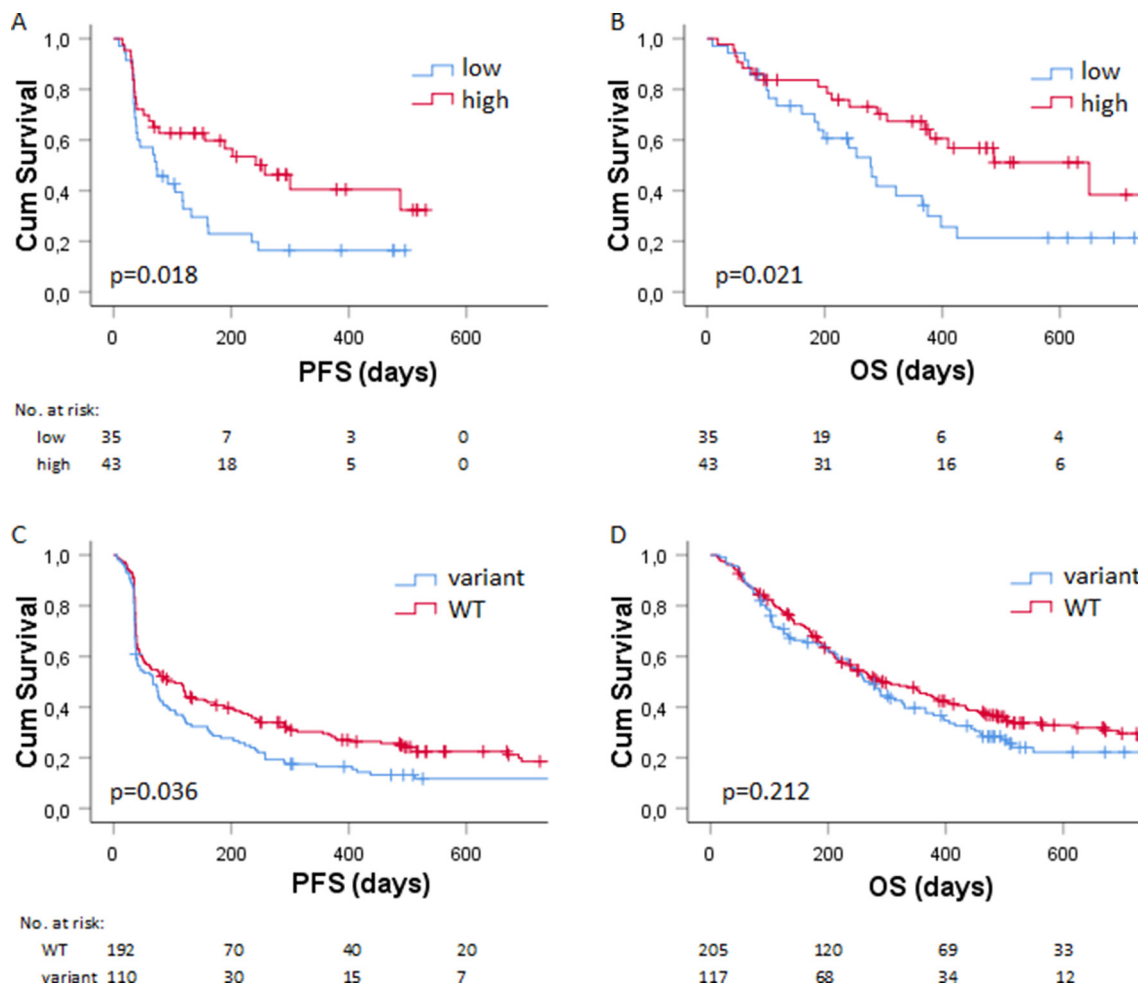 A
1,0
0,8
0,6
0,4
0,2
0,0
Cum Survival
low
high
p=0.018
0 200 400 600
PFS (days)
B
1,0
0,8
0,6
0,4
0,2
0,0
Cum Survival
low
high
p=0.021
0 200 400 600
OS (days)
No. at risk:
low 35 7 3 0
high 43 18 5 0
35 19 6 4
43 31 16 6
C
1,0
0,8
0,6
0,4
0,2
0,0
Cum Survival
variant
WT
p=0.036
0 200 400 600
PFS (days)
D
1,0
0,8
0,6
0,4
0,2
0,0
Cum Survival
variant
WT
p=0.212
0 200 400 600
OS (days)
No. at risk:
WT 192 70 40 20
variant 110 30 15 7
205 120 69 33
117 68 34 12